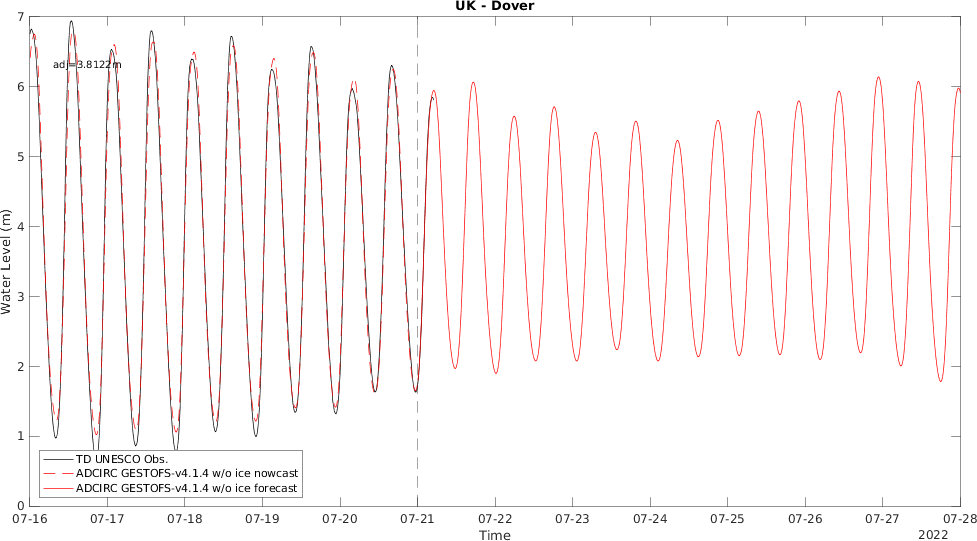 UK - Dover
adj=3.8122m
Water Level (m)
7
6
5
4
3
2
1
0
TD UNESCO Obs.
ADCIRC GESTOFS-v4.1.4 w/o ice nowcast
ADCIRC GESTOFS-v4.1.4 w/o ice forecast
07-16 07-17 07-18 07-19 07-20 07-21 07-22 07-23 07-24 07-25 07-26 07-27 07-28
Time
2022